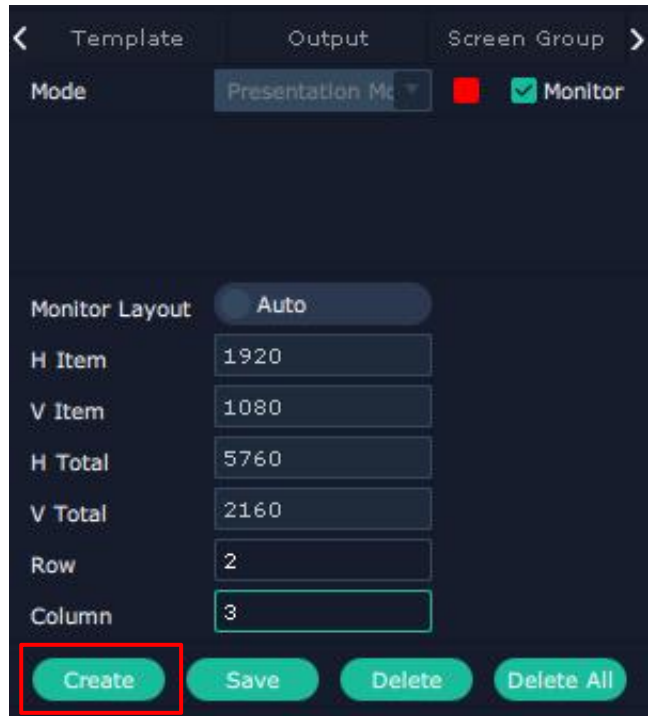 Template Output Screen Group
Mode Presentation Mo Monitor
Monitor Layout Auto
H Item 1920
V Item 1080
H Total 5760
V Total 2160
Row 2
Column 3
Create Save Delete Delete All